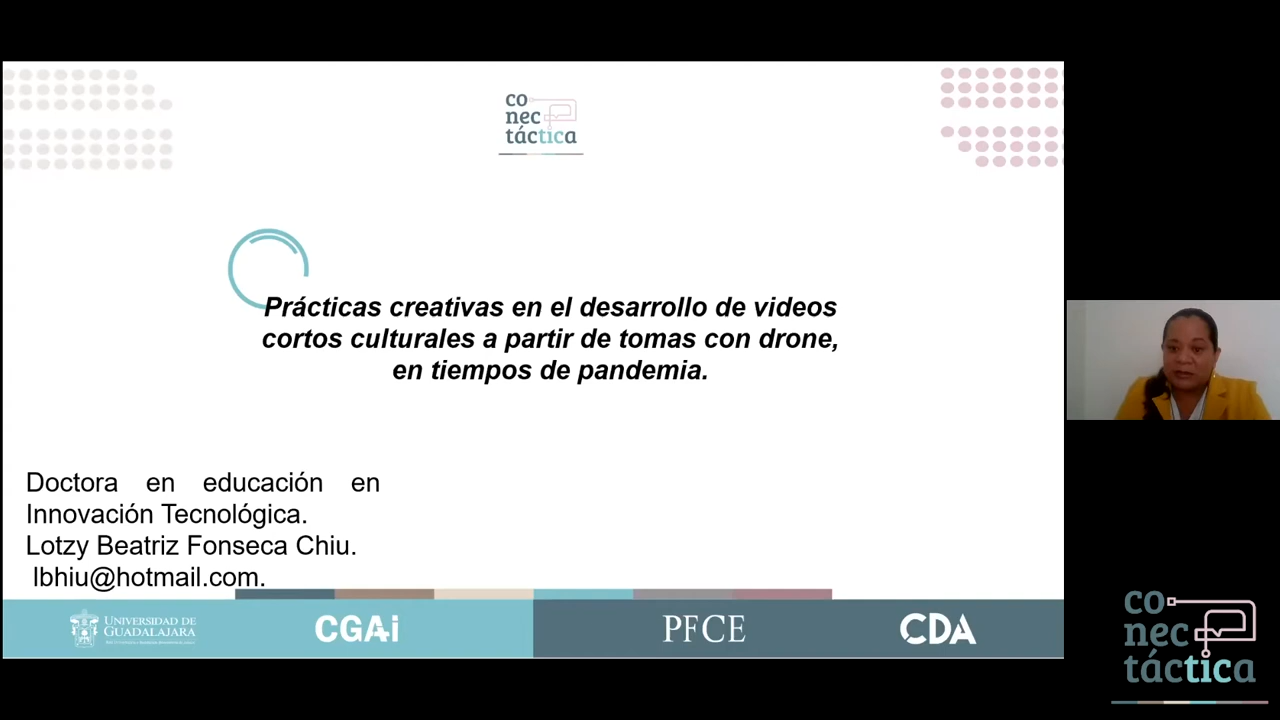 co
nec
táctica
Prácticas creativas en el desarrollo de videos
cortos culturales a partir de tomas con drone,
en tiempos de pandemia.
Doctora en educación en
Innovación Tecnológica.
Lotzy Beatriz Fonseca Chiu.
lbhiu@hotmail.com.
UNIVERSIDAD DE
GUADALAJARA
CGAi
PFCE
CDA
co
nec
táctica